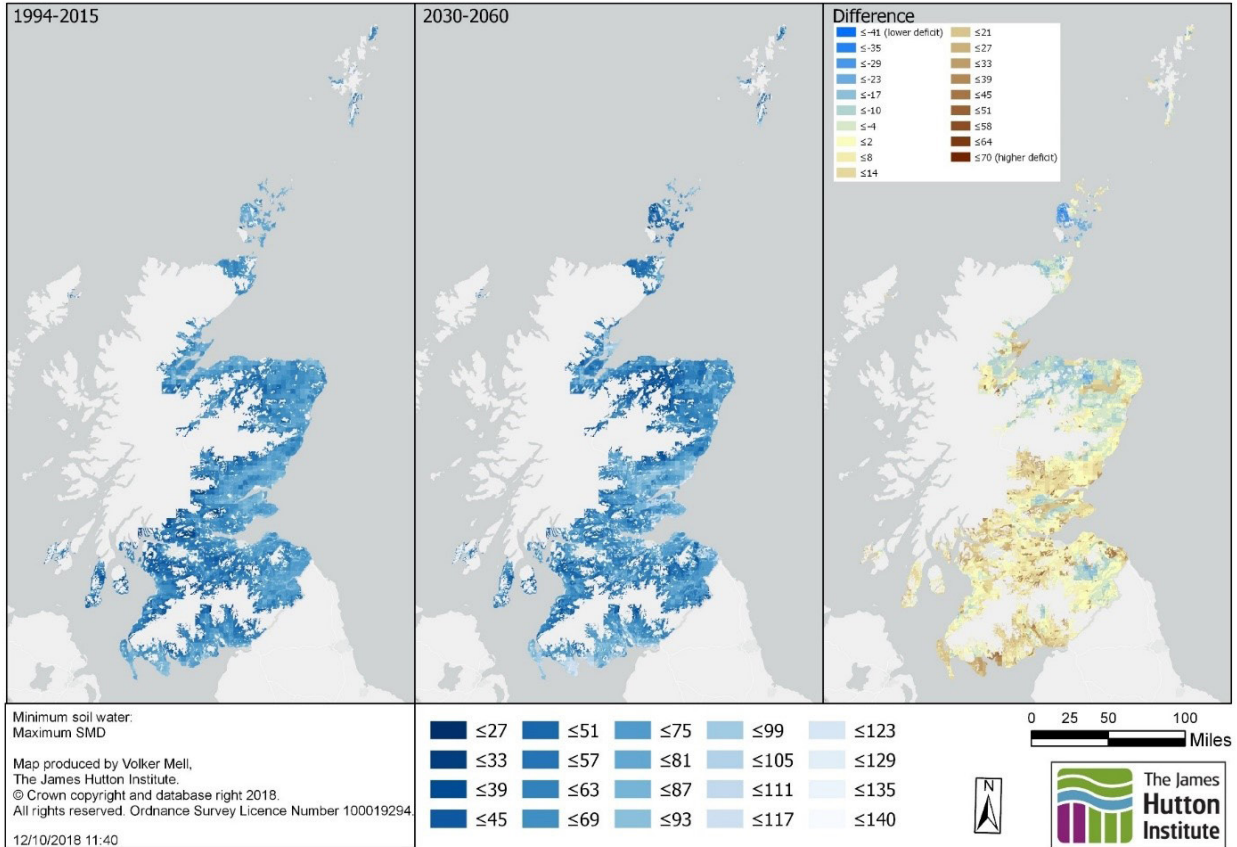 1994-2015
2030-2060
Difference
≤-41 (lower deficit)
≤-35
≤-29
≤-23
≤-17
≤-10
≤-4
≤2
≤8
≤14
≤21
≤27
≤33
≤39
≤45
≤51
≤58
≤64
≤70 (higher deficit)
Minimum soil water:
Maximum SMD
Map produced by Volker Mell,
The James Hutton Institute.
© Crown copyright and database right 2018.
All rights reserved. Ordnance Survey Licence Number 100019294.
12/10/2018 11:40
≤27 ≤51 ≤75 ≤99 ≤123
≤33 ≤57 ≤81 ≤105 ≤129
≤39 ≤63 ≤87 ≤111 ≤135
≤45 ≤69 ≤93 ≤117 ≤140
0 25 50 100
Miles
N
The James
Hutton
Institute